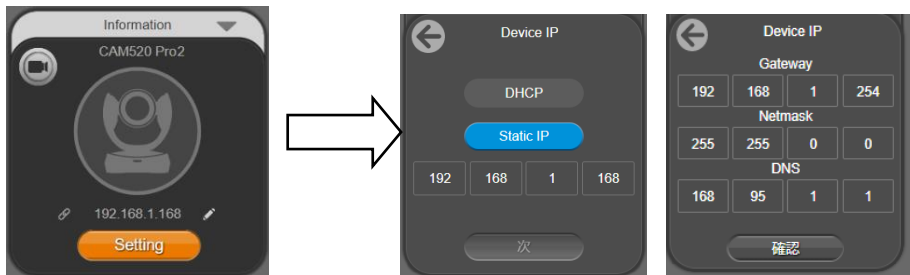 Information
CAM520 Pro2
192.168.1.168
Setting
Device IP
DHCP
Static IP
192 168 1 168
次
Device IP
Gateway
192 168 1 254
Netmask
255 255 0 0
DNS
168 95 1 1
確認